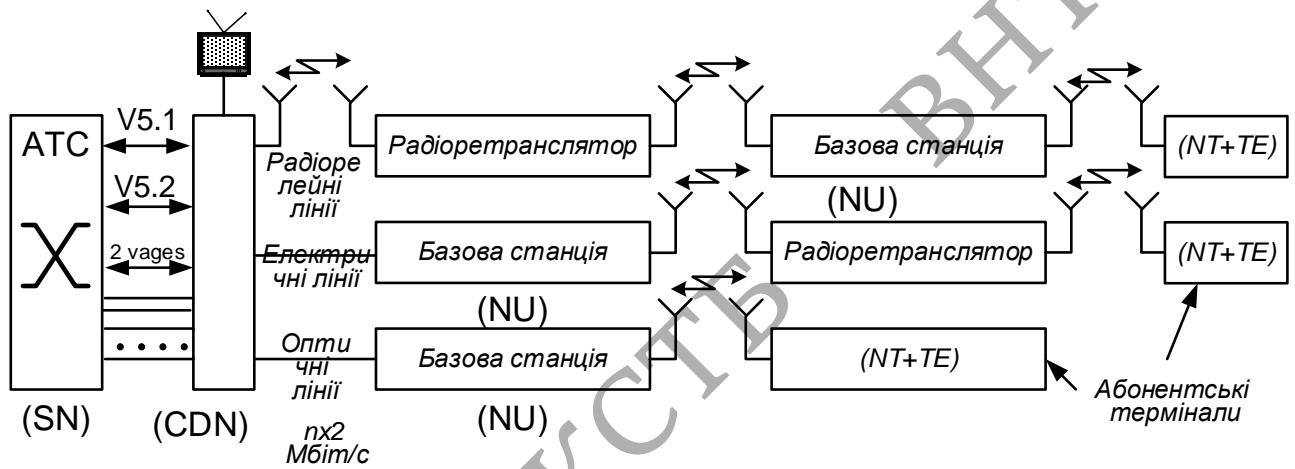 АТС
V5.1
V5.2
2 vages
(SN)
(CDN)
Радіоре
лейні
лінії
Електри
чні лінії
Опти
чні
лінії
nx2
Мбіт/с
Радіоретранслятор
Базова станція
(NU)
(NT+TE)
Базова станція
(NU)
Радіоретранслятор
(NT+TE)
Базова станція
(NU)
(NT+TE)
Абонентські
термінали